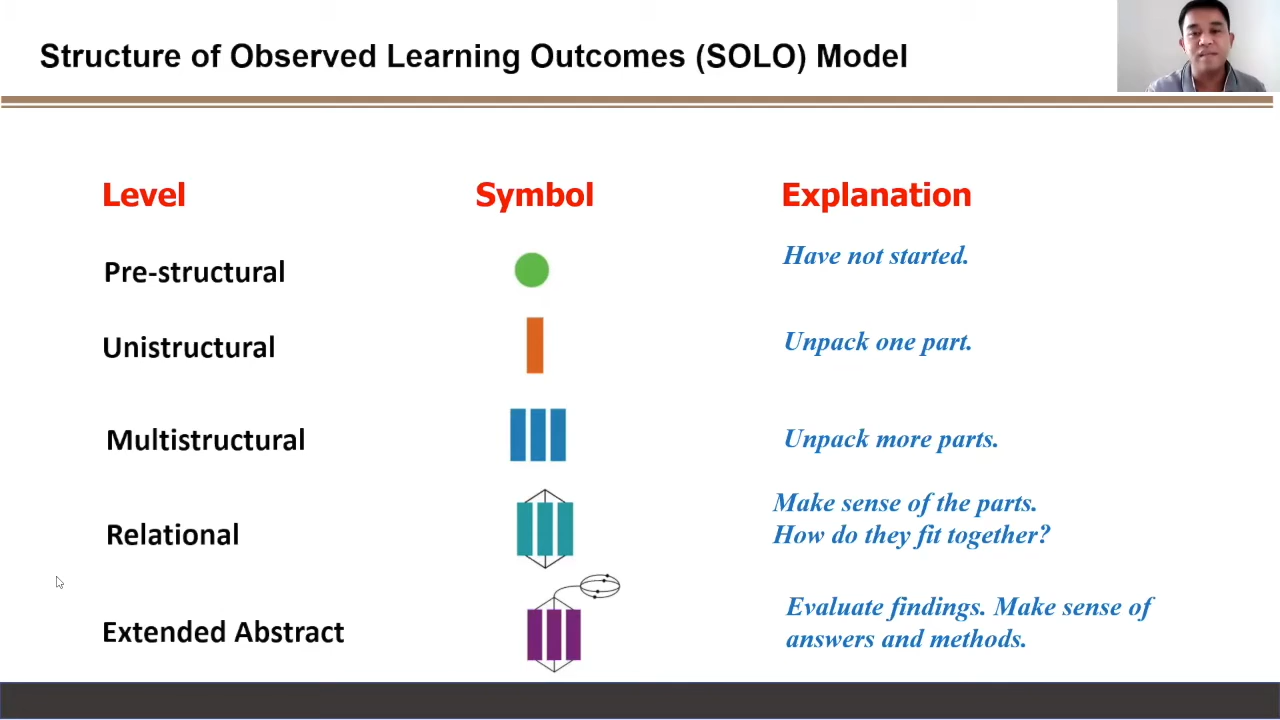 Structure of Observed Learning Outcomes (SOLO) Model
Level Symbol Explanation
Pre-structural Have not started.
Unistructural Unpack one part.
Multistructural Unpack more parts.
Relational Make sense of the parts.
How do they fit together?
Extended Abstract Evaluate findings. Make sense of
answers and methods.